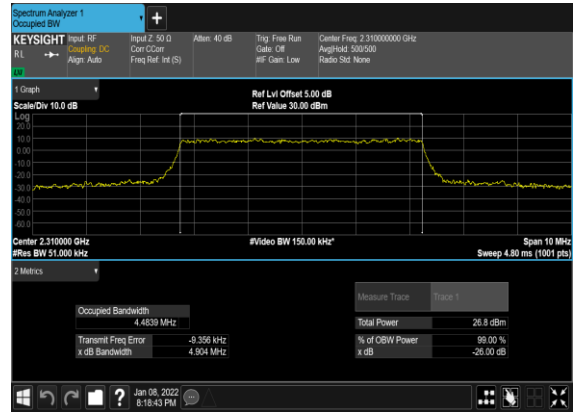 Spectrum Analyzer 1
Occupied BW
+
KEYSIGHT Input: RF Input Z: 50 Ω Atten: 40 dB Trig: Free Run Center Freq: 2.310000000 GHz
RL Coupling: DC Corr CCorr Gate: Off Avg|Hold: 500/500
Align: Auto Freq Ref: Int (S) #IF Gain: Low Radio Std: None
LW
1 Graph
Ref Lvl Offset 5.00 dB
Scale/Div 10.0 dB Ref Value 30.00 dBm
Log
20.0
10.0
0.00
-10.0
-20.0
-30.0
-40.0
-50.0
-60.0
Center 2.310000 GHz #Video BW 150.00 kHz* Span 10 MHz
#Res BW 51.000 kHz Sweep 4.80 ms (1001 pts)
2 Metrics
Measure Trace Trace 1
Occupied Bandwidth
4.4839 MHz Total Power 26.8 dBm
Transmit Freq Error -9.356 kHz % of OBW Power 99.00 %
x dB Bandwidth 4.904 MHz x dB -26.00 dB
? Jan 08, 2022
8:18:43 PM